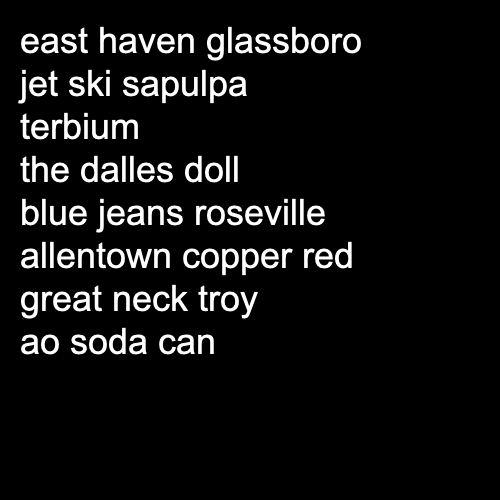 east haven glassboro
jet ski sapulpa
terbium
the dalles doll
blue jeans roseville
allentown copper red
great neck troy
ao soda can